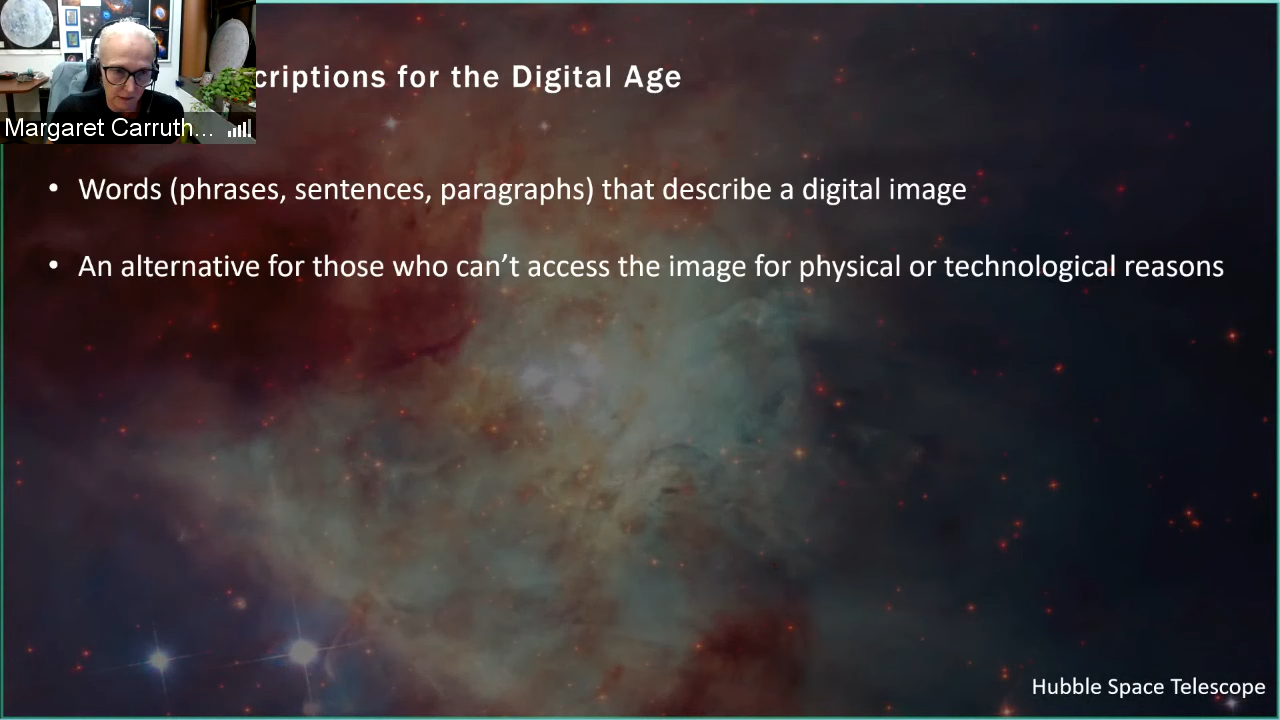 criptions for the Digital Age
Margaret Carruth...
• Words (phrases, sentences, paragraphs) that describe a digital image
• An alternative for those who can’t access the image for physical or technological reasons
Hubble Space Telescope